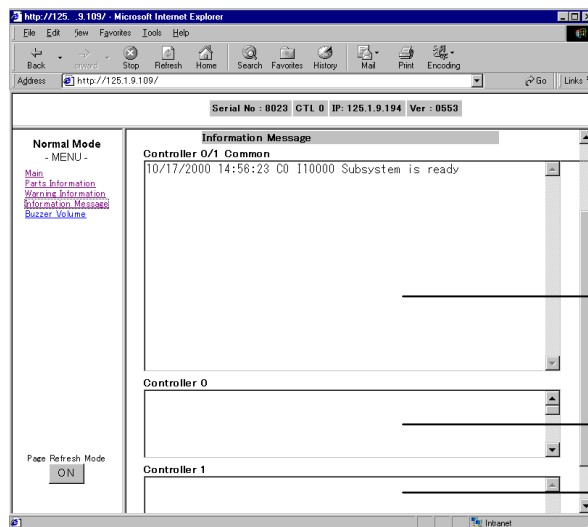 http://125. .9.109/ - Microsoft Internet Explorer
File Edit View Favorites Tools Help
Back Stop Refresh Home Search Favorites History Mail Print Encoding
Address http://125.1.9.109/ Go Links
Serial No : 8023 CTL 0 IP: 125.1.9.194 Ver : 0553
Normal Mode
- MENU -
Main
Parts Information
Warning Information
Information Message
Buzzer Volume
Page Refresh Mode
ON
Information Message
Controller 0/1 Common
10/17/2000 14:56:23 C0 I10000 Subsystem is ready
Controller 0
Controller 1
Intranet